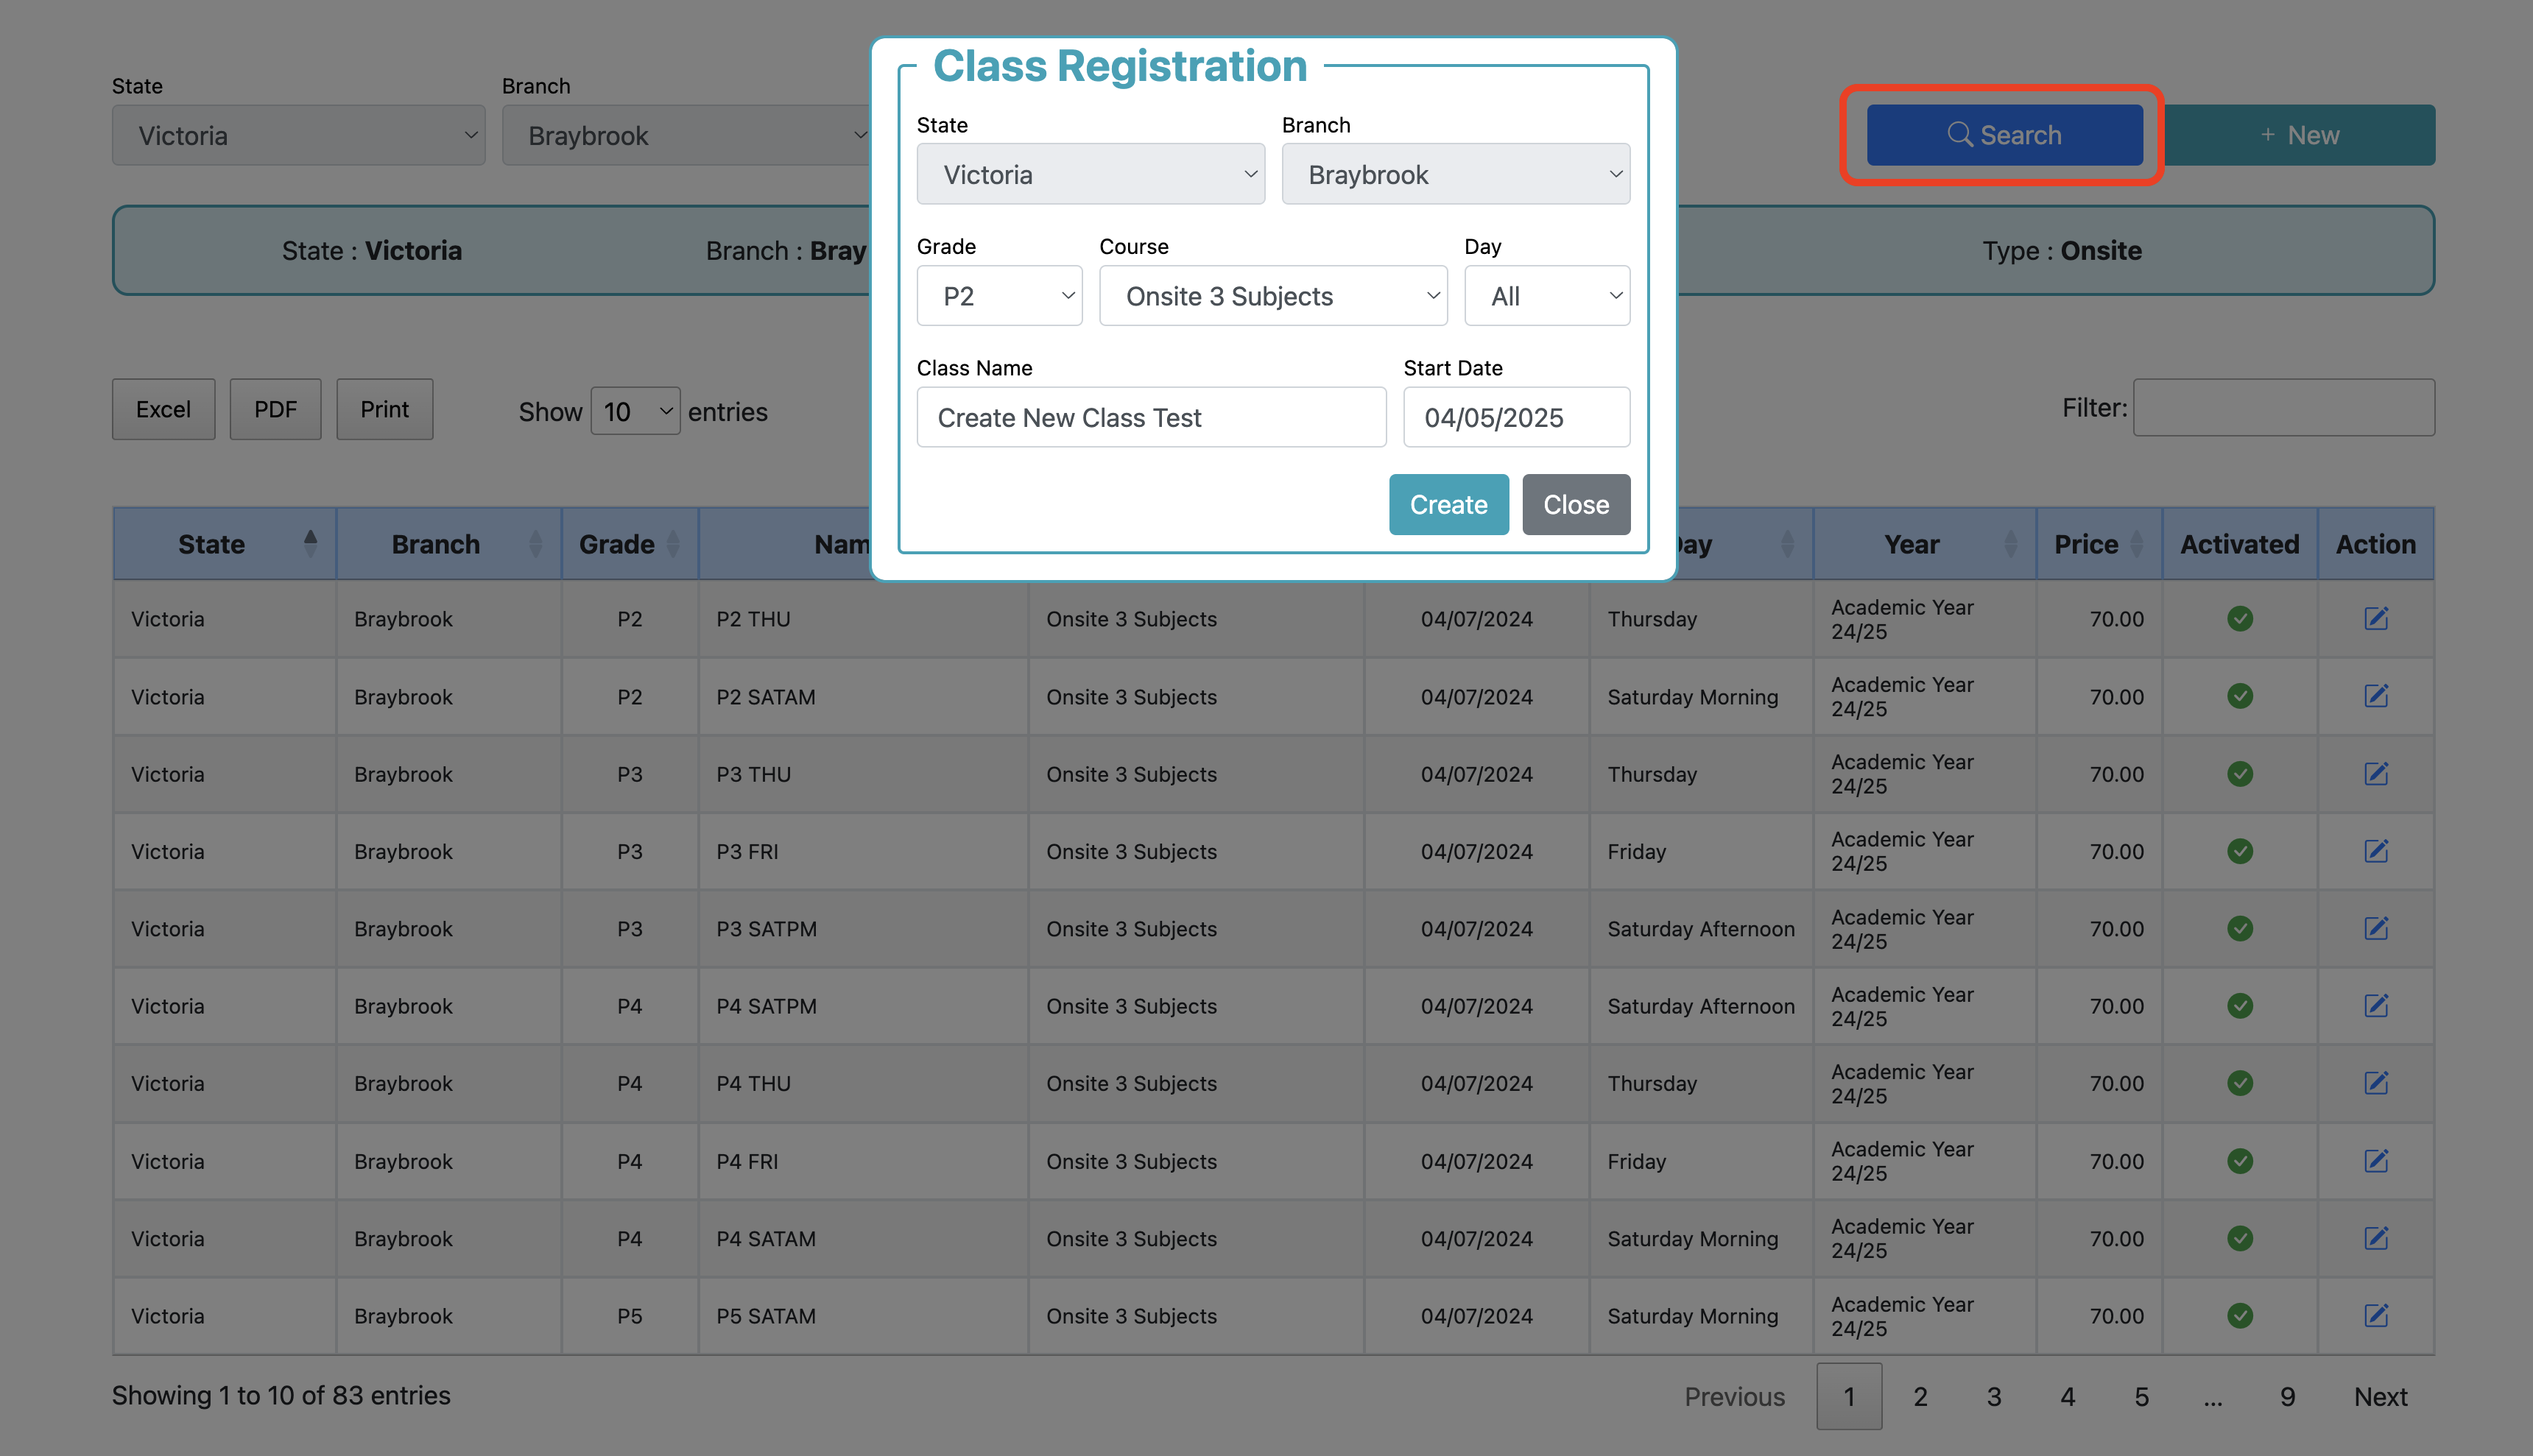 Class Registration
State
Branch
Victoria
Braybrook
Search
+ New
State
Branch
Victoria
Braybrook
State : Victoria
Branch : Bray
Type : Onsite
Grade
Course
Day
P2
Onsite 3 Subjects
All
Class Name
Start Date
Create New Class Test
04/05/2025
Create
Close
Excel
PDF
Print
Show 10 entries
Filter:
State Branch Grade Nam ay Year Price Activated Action
Victoria Braybrook P2 P2 THU Onsite 3 Subjects 04/07/2024 Thursday Academic Year 70.00
24/25
Victoria Braybrook P2 P2 SATAM Onsite 3 Subjects 04/07/2024 Saturday Morning Academic Year 70.00
24/25
Victoria Braybrook P3 P3 THU Onsite 3 Subjects 04/07/2024 Thursday Academic Year 70.00
24/25
Victoria Braybrook P3 P3 FRI Onsite 3 Subjects 04/07/2024 Friday Academic Year 70.00
24/25
Victoria Braybrook P3 P3 SATPM Onsite 3 Subjects 04/07/2024 Saturday Afternoon Academic Year 70.00
24/25
Victoria Braybrook P4 P4 SATPM Onsite 3 Subjects 04/07/2024 Saturday Afternoon Academic Year 70.00
24/25
Victoria Braybrook P4 P4 THU Onsite 3 Subjects 04/07/2024 Thursday Academic Year 70.00
24/25
Victoria Braybrook P4 P4 FRI Onsite 3 Subjects 04/07/2024 Friday Academic Year 70.00
24/25
Victoria Braybrook P4 P4 SATAM Onsite 3 Subjects 04/07/2024 Saturday Morning Academic Year 70.00
24/25
Victoria Braybrook P5 P5 SATAM Onsite 3 Subjects 04/07/2024 Saturday Morning Academic Year 70.00
24/25
Showing 1 to 10 of 83 entries
Previous 1 2 3 4 5 ... 9 Next